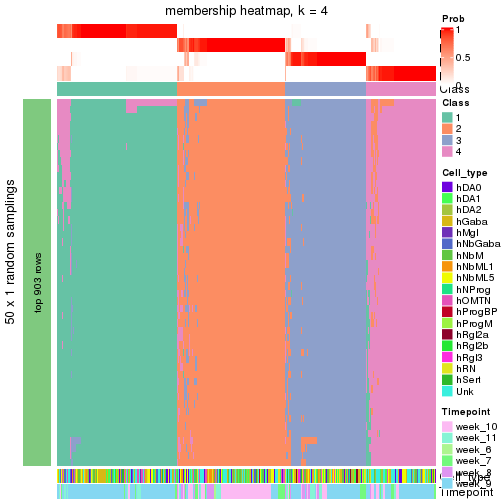 membership heatmap, k = 4
50 x 1 random samplings
top 903 rows
Prob
1
0.5
0
Class
Class
1
2
3
4
Cell_type
hDA0
hDA1
hDA2
hGaba
hMgl
hNbGaba
hNbM
hNbML1
hNbML5
hNProg
hOMTN
hProgBP
hProgM
hRgl2a
hRgl2b
hRgl3
hRN
hSert
Unk
Timepoint
week_10
week_11
week_6
week_7
week_8
week_9
Timepoint